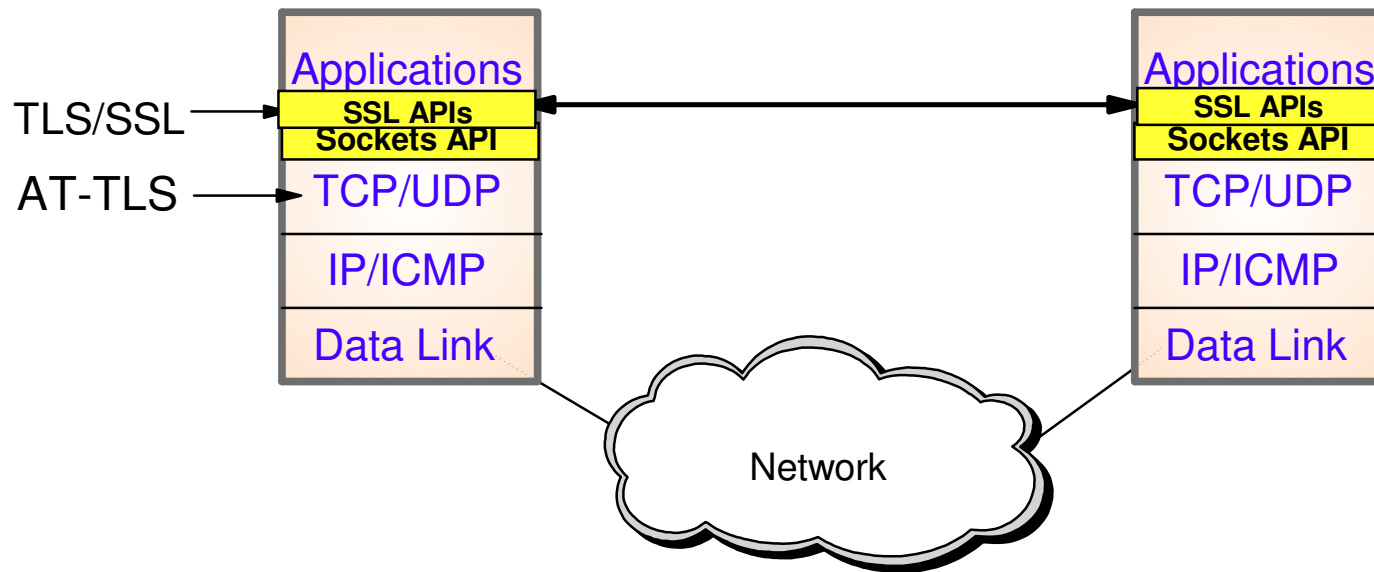 Applications
TLS/SSL
SSL APIs
Sockets API
AT-TLS
TCP/UDP
IP/ICMP
Data Link
Network
Applications
SSL APIs
Sockets API
TCP/UDP
IP/ICMP
Data Link